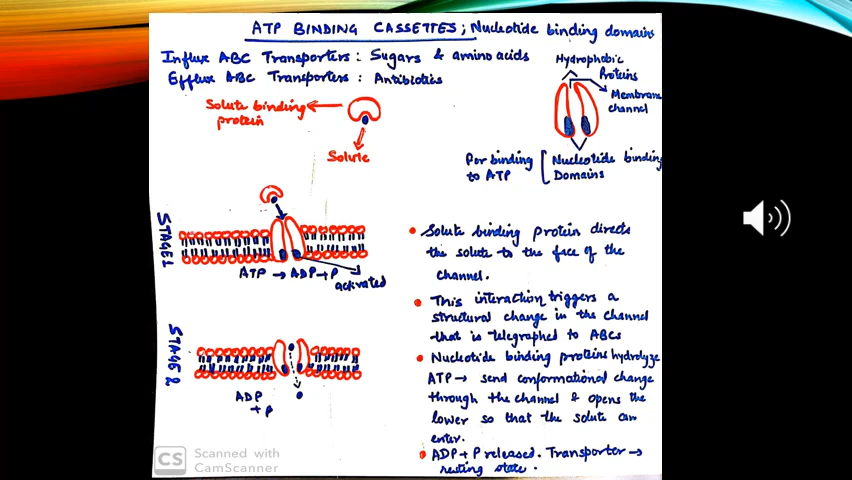 ATP BINDING CASSETTES; Nucleotide binding domains
Influx ABC Transporters: Sugars & amino acids
Efflux ABC Transporters: Antibiotics
Hydrophobic
Proteins
Membrane
channel
Solute binding
protein
Solute
For binding
to ATP
Nucleotide binding
Domains
STAGE 1
ATP → ADP + P
activated
• Solute binding protein directs
the solute to the face of the
channel.
• This interaction triggers a
structural change in the channel
that is telegraphed to ABCs
• Nucleotide binding proteins hydrolyze
ATP → send conformational change
through the channel & opens the
lower so that the solute can
enter.
• ADP + P released. Transporter →
resting state.
STAGE 2
ADP
+ P
CS Scanned with
CamScanner